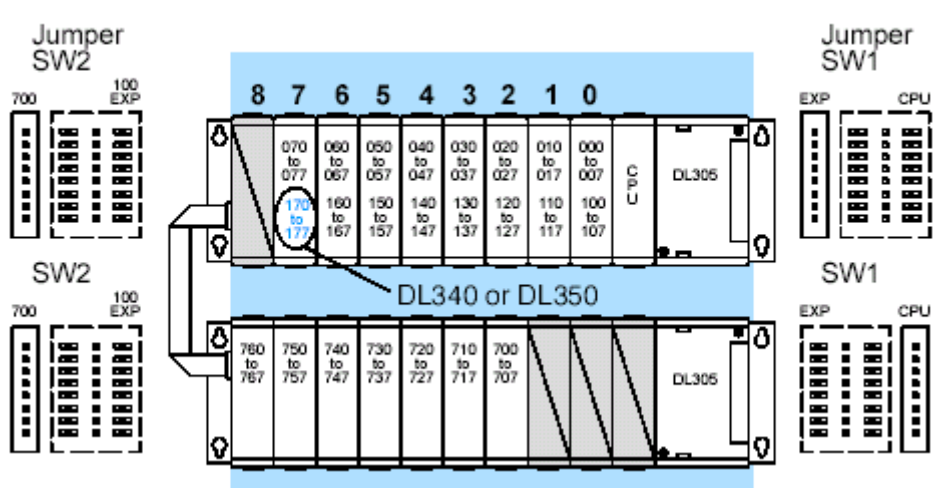 Jumper
SW2
100
700 EXP
Jumper
SW1
EXP CPU
8 7 6 5 4 3 2 1 0
070 060 050 040 030 020 010 000
to to to to to to to to
077 067 057 047 037 027 017 007
170 160 150 140 130 120 110 100
to to to to to to to to
177 167 157 147 137 127 117 107
CPU
DL305
DL340 or DL350
SW2
100
700 EXP
SW1
EXP CPU
760 750 740 730 720 710 700
to to to to to to to
767 757 747 737 727 717 707
DL305